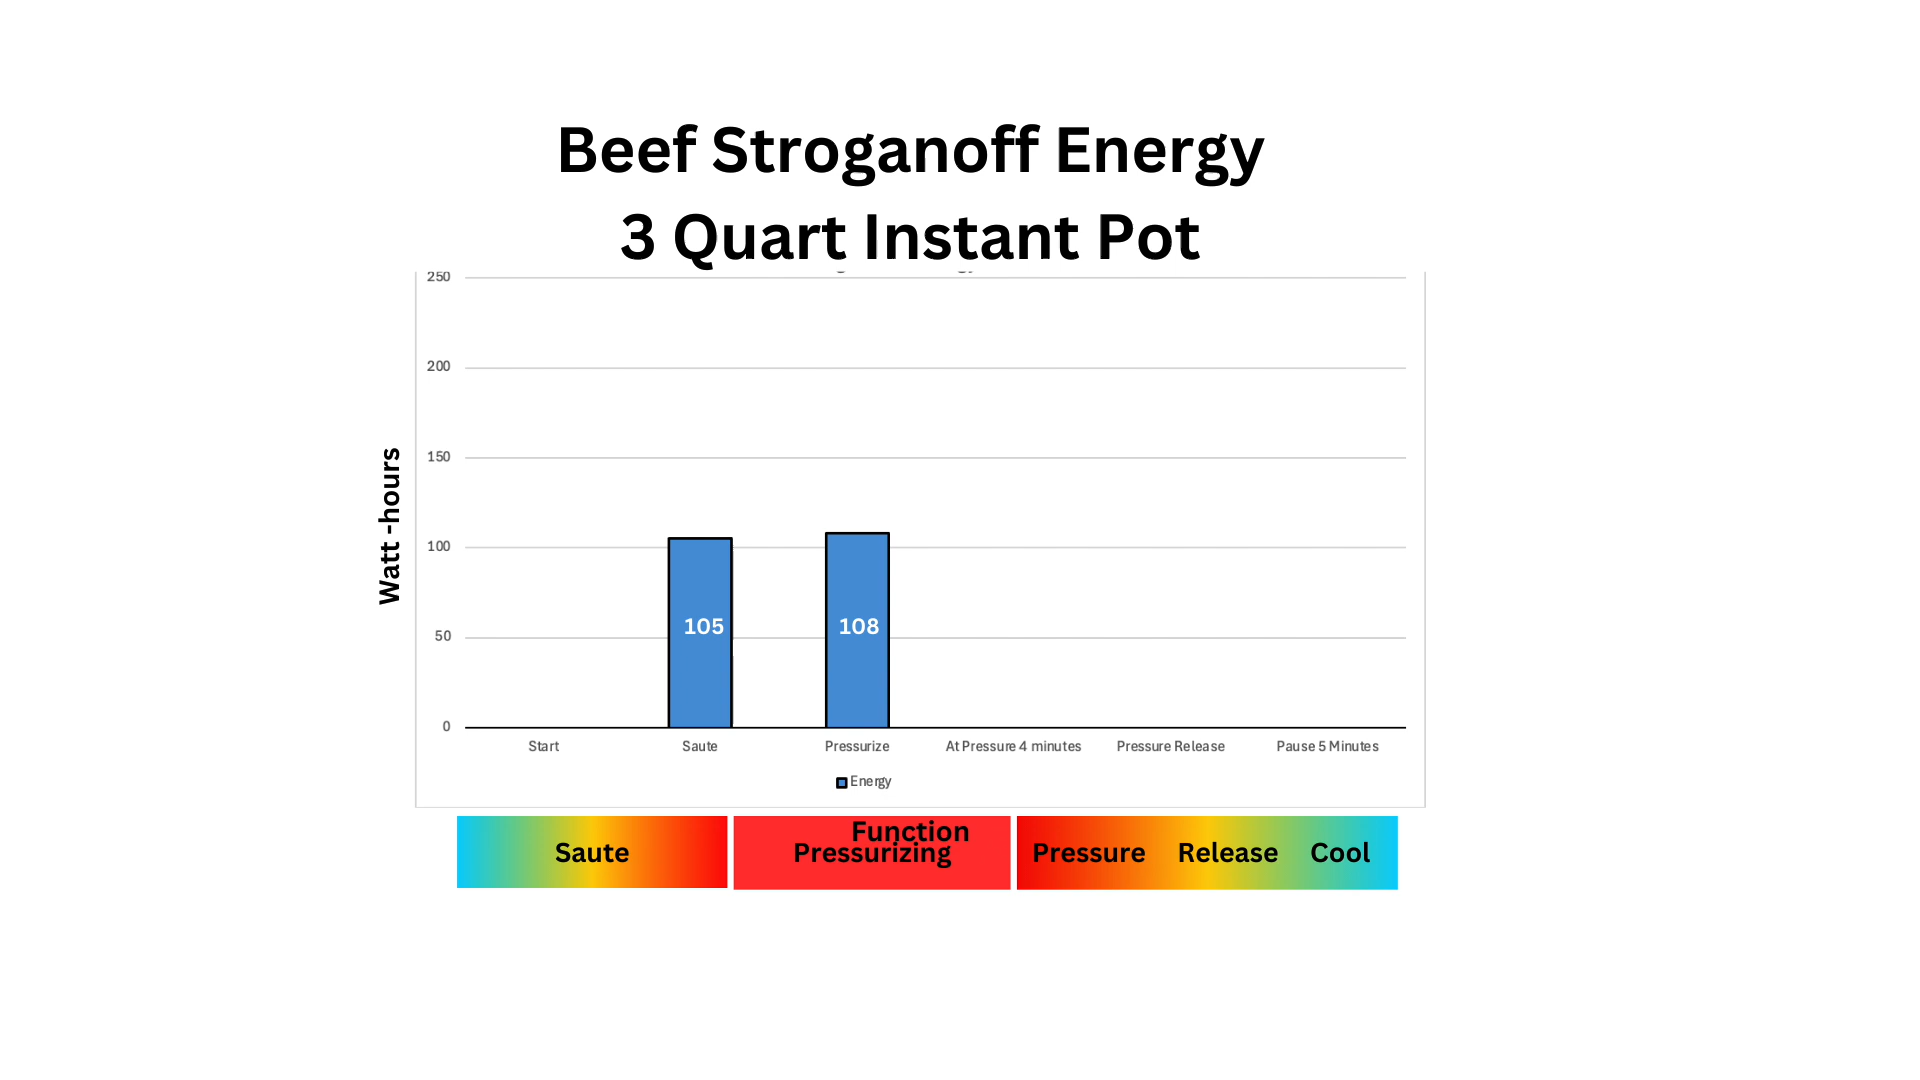 Beef Stroganoff Energy
3 Quart Instant Pot
250
200
150
100
50
0
Watt -hours
105
108
Start
Saute
Pressurize
At Pressure 4 minutes
Pressure Release
Pause 5 Minutes
Energy
Function
Saute
Pressurizing
Pressure Release Cool